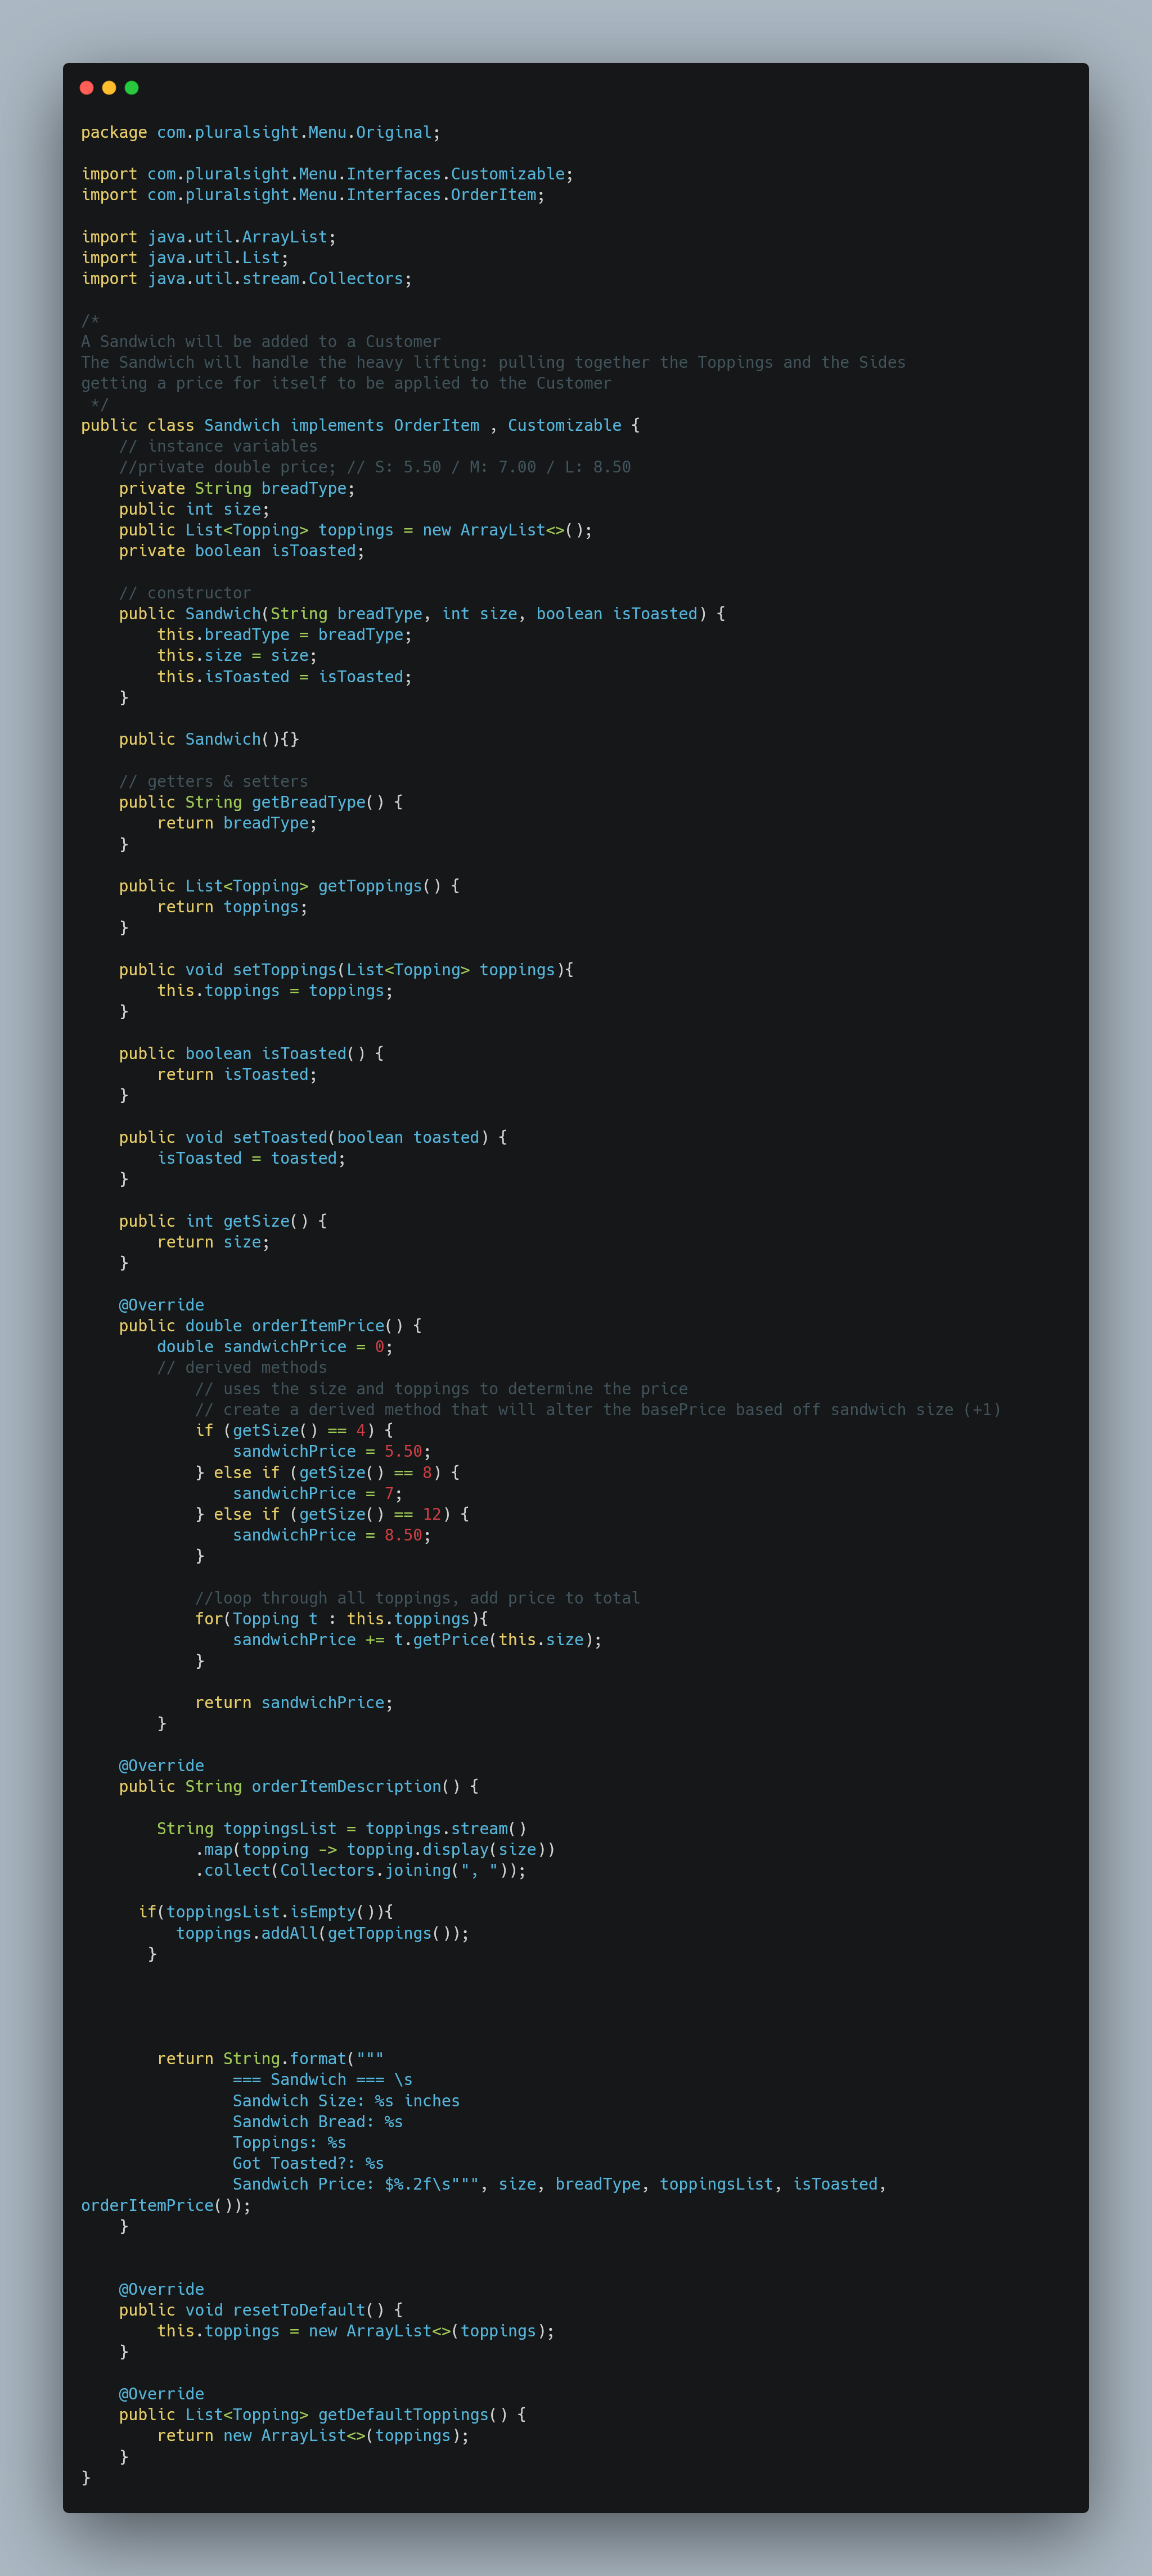 package com.pluralsight.Menu.Original;

import com.pluralsight.Menu.Interfaces.Customizable;
import com.pluralsight.Menu.Interfaces.OrderItem;

import java.util.ArrayList;
import java.util.List;
import java.util.stream.Collectors;

/*
A Sandwich will be added to a Customer
The Sandwich will handle the heavy lifting: pulling together the Toppings and the Sides
getting a price for itself to be applied to the Customer
 */
public class Sandwich implements OrderItem , Customizable {
    // instance variables
    //private double price; // S: 5.50 / M: 7.00 / L: 8.50
    private String breadType;
    public int size;
    public List<Topping> toppings = new ArrayList<>();
    private boolean isToasted;

    // constructor
    public Sandwich(String breadType, int size, boolean isToasted) {
        this.breadType = breadType;
        this.size = size;
        this.isToasted = isToasted;
    }

    public Sandwich(){}

    // getters & setters
    public String getBreadType() {
        return breadType;
    }

    public List<Topping> getToppings() {
        return toppings;
    }

    public void setToppings(List<Topping> toppings){
        this.toppings = toppings;
    }

    public boolean isToasted() {
        return isToasted;
    }

    public void setToasted(boolean toasted) {
        isToasted = toasted;
    }

    public int getSize() {
        return size;
    }

    @Override
    public double orderItemPrice() {
        double sandwichPrice = 0;
        // derived methods
            // uses the size and toppings to determine the price
            // create a derived method that will alter the basePrice based off sandwich size (+1)
            if (getSize() == 4) {
                sandwichPrice = 5.50;
            } else if (getSize() == 8) {
                sandwichPrice = 7;
            } else if (getSize() == 12) {
                sandwichPrice = 8.50;
            }

            //loop through all toppings, add price to total
            for(Topping t : this.toppings){
                sandwichPrice += t.getPrice(this.size);
            }

            return sandwichPrice;
        }

    @Override
    public String orderItemDescription() {

        String toppingsList = toppings.stream()
            .map(topping -> topping.display(size))
            .collect(Collectors.joining(", "));

      if(toppingsList.isEmpty()){
          toppings.addAll(getToppings());
       }




        return String.format("""
                === Sandwich === \s
                Sandwich Size: %s inches
                Sandwich Bread: %s
                Toppings: %s
                Got Toasted?: %s
                Sandwich Price: $%.2f\s""", size, breadType, toppingsList, isToasted,
orderItemPrice());
    }


    @Override
    public void resetToDefault() {
        this.toppings = new ArrayList<>(toppings);
    }

    @Override
    public List<Topping> getDefaultToppings() {
        return new ArrayList<>(toppings);
    }
}